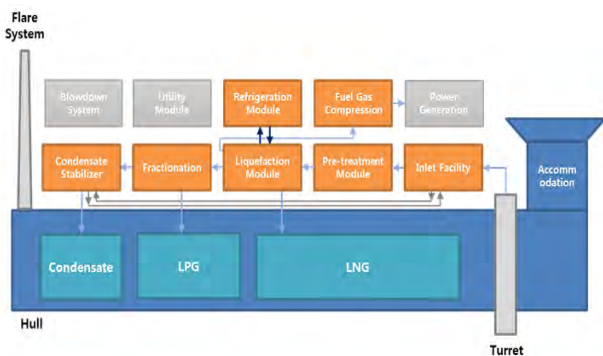 Flare
System
Blowdown
System
Utility
Module
Refrigeration
Module
Fuel Gas
Compression
Power
Generation
Condensate
Stabilizer
Fractionation
Liquefaction
Module
Pre-treatment
Module
Inlet Facility
Accomm
odation
Condensate
LPG
LNG
Hull
Turret